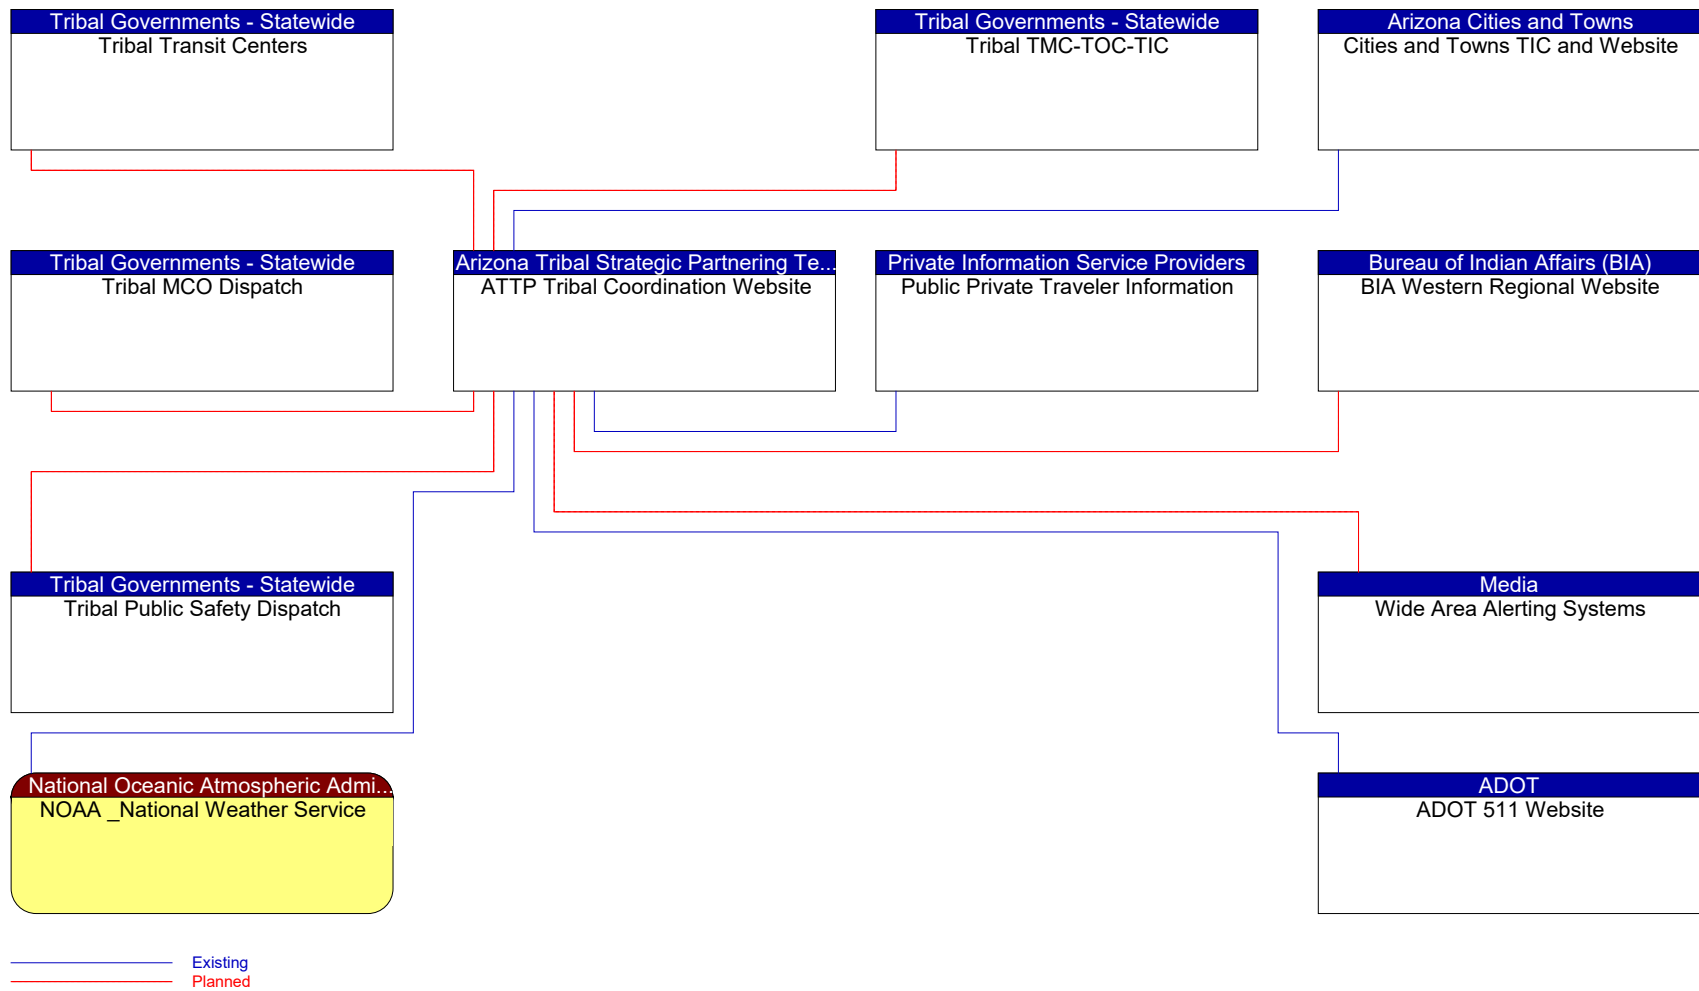 Tribal Governments - Statewide
Tribal Transit Centers
Tribal Governments - Statewide
Tribal TMC-TOC-TIC
Arizona Cities and Towns
Cities and Towns TIC and Website
Tribal Governments - Statewide
Tribal MCO Dispatch
Arizona Tribal Strategic Partnering Te...
ATTP Tribal Coordination Website
Private Information Service Providers
Public Private Traveler Information
Bureau of Indian Affairs (BIA)
BIA Western Regional Website
Tribal Governments - Statewide
Tribal Public Safety Dispatch
Media
Wide Area Alerting Systems
National Oceanic Atmospheric Admi...
NOAA _National Weather Service
ADOT
ADOT 511 Website
Existing
Planned